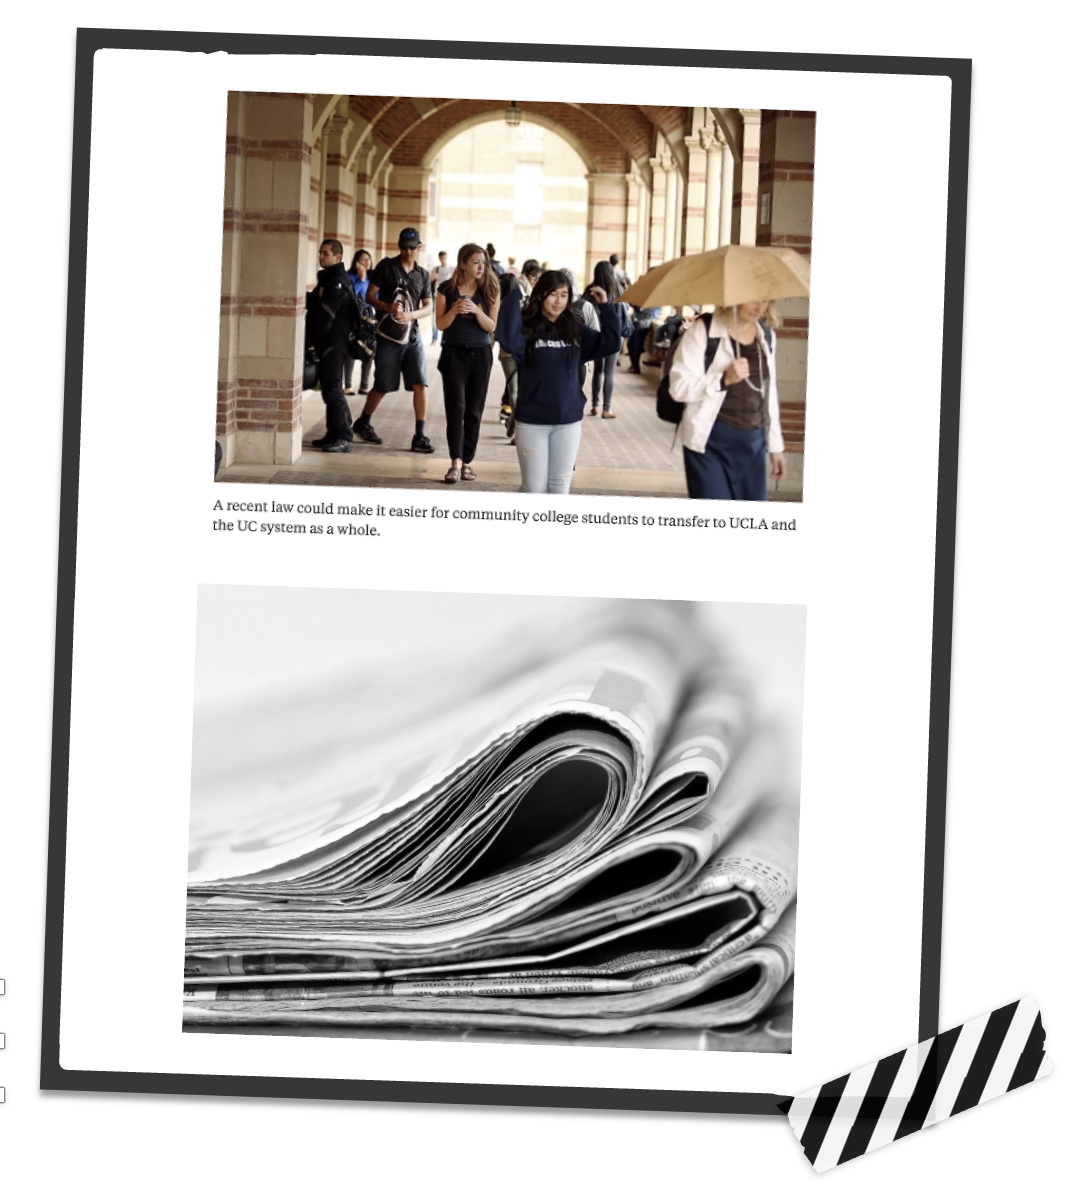 A recent law could make it easier for community college students to transfer to UCLA and
the UC system as a whole.